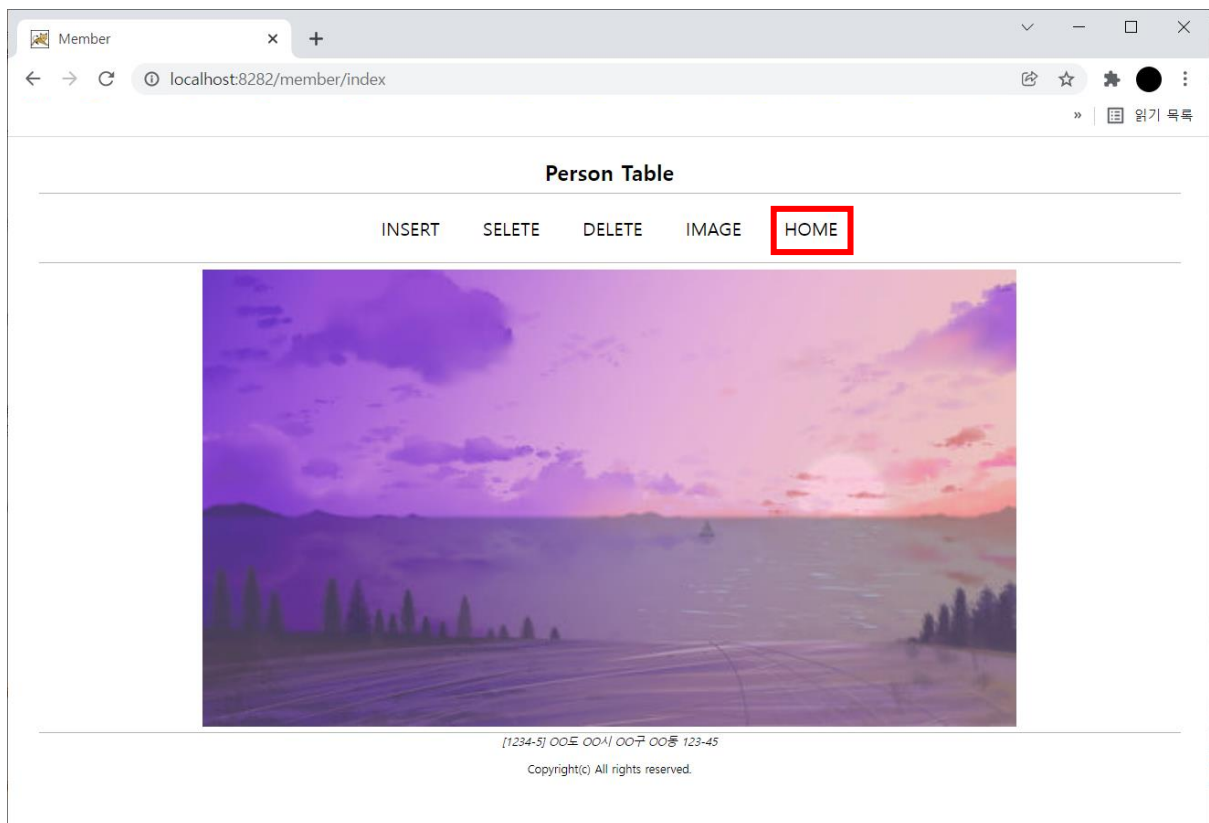 Member
localhost:8282/member/index
» 읽기 목록
Person Table
INSERT SELETE DELETE IMAGE HOME
[1234-5] OO도 OO시 OO구 OO동 123-45
Copyright(c) All rights reserved.